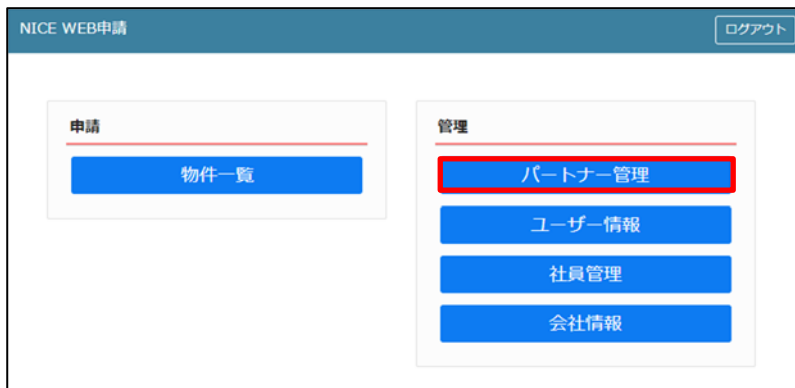 NICE WEB申請
ログアウト
申請
物件一覧
管理
パートナー管理
ユーザー情報
社員管理
会社情報